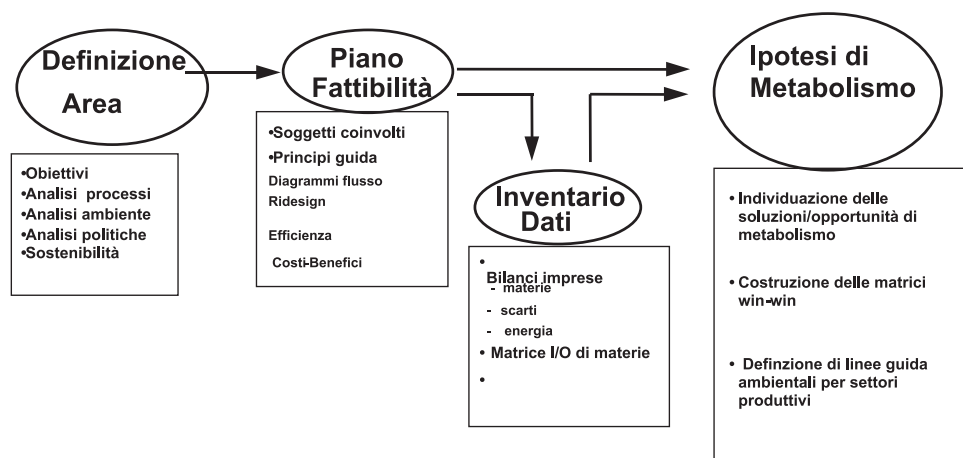 Definizione
Area
•Obiettivi
•Analisi processi
•Analisi ambiente
•Analisi politiche
•Sostenibilità
Piano
Fattibilità
•Soggetti coinvolti
•Principi guida
Diagrammi flusso
Ridesign
Efficienza
Costi-Benefici
Inventario
Dati
•
Bilanci imprese
- materie
- scarti
- energia
• Matrice I/O di materie
•
Ipotesi di
Metabolismo
• Individuazione delle
soluzioni/opportunità di
metabolismo
• Costruzione delle matrici
win-win
• Definzione di linee guida
ambientali per settori
produttivi